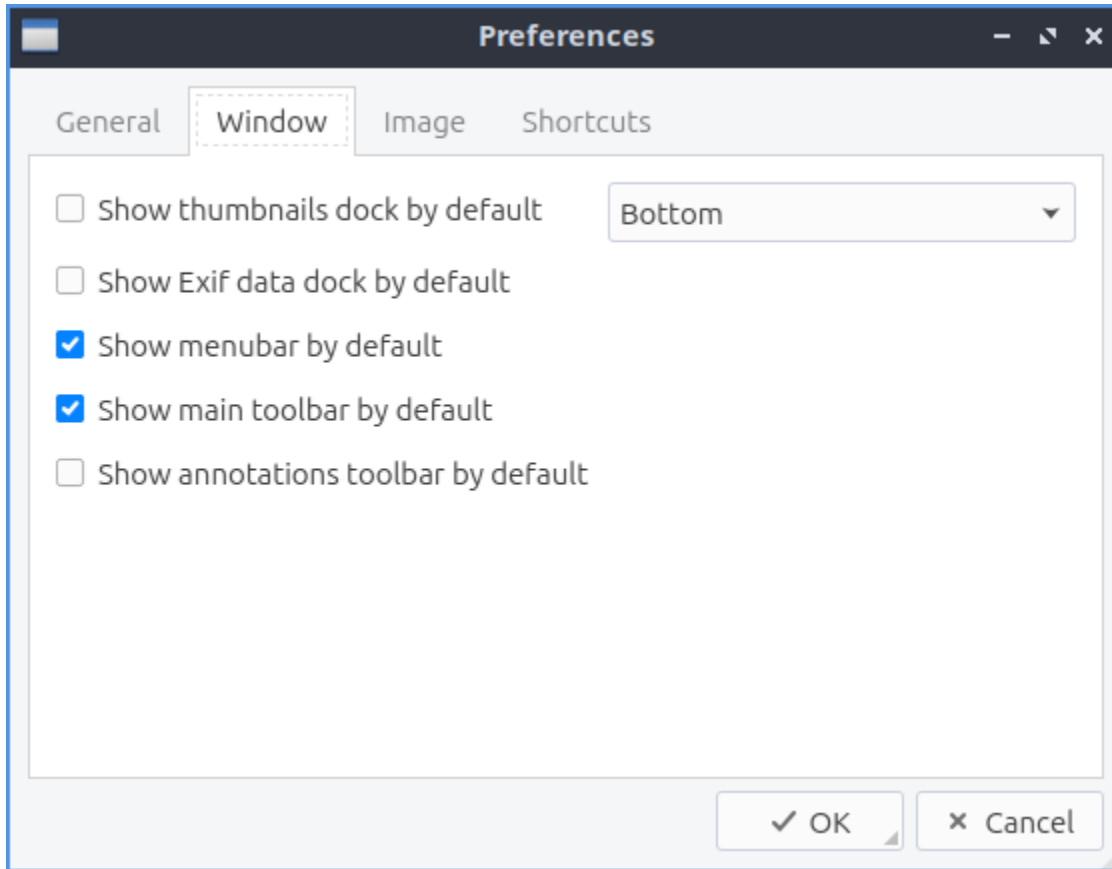 Preferences
General Window Image Shortcuts
Show thumbnails dock by default Bottom
Show Exif data dock by default
Show menubar by default
Show main toolbar by default
Show annotations toolbar by default
OK Cancel